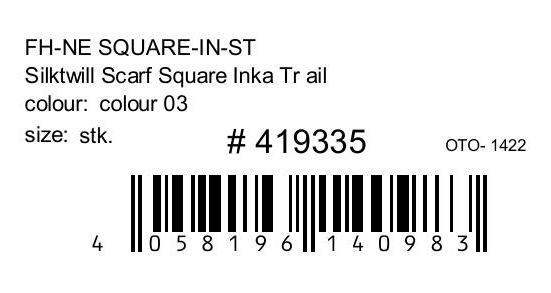 FH-NE SQUARE-IN-ST
Silktwill Scarf Square Inka Tr ail
colour: colour 03
size: stk.
# 419335
OTO- 1422
4 058196 140983